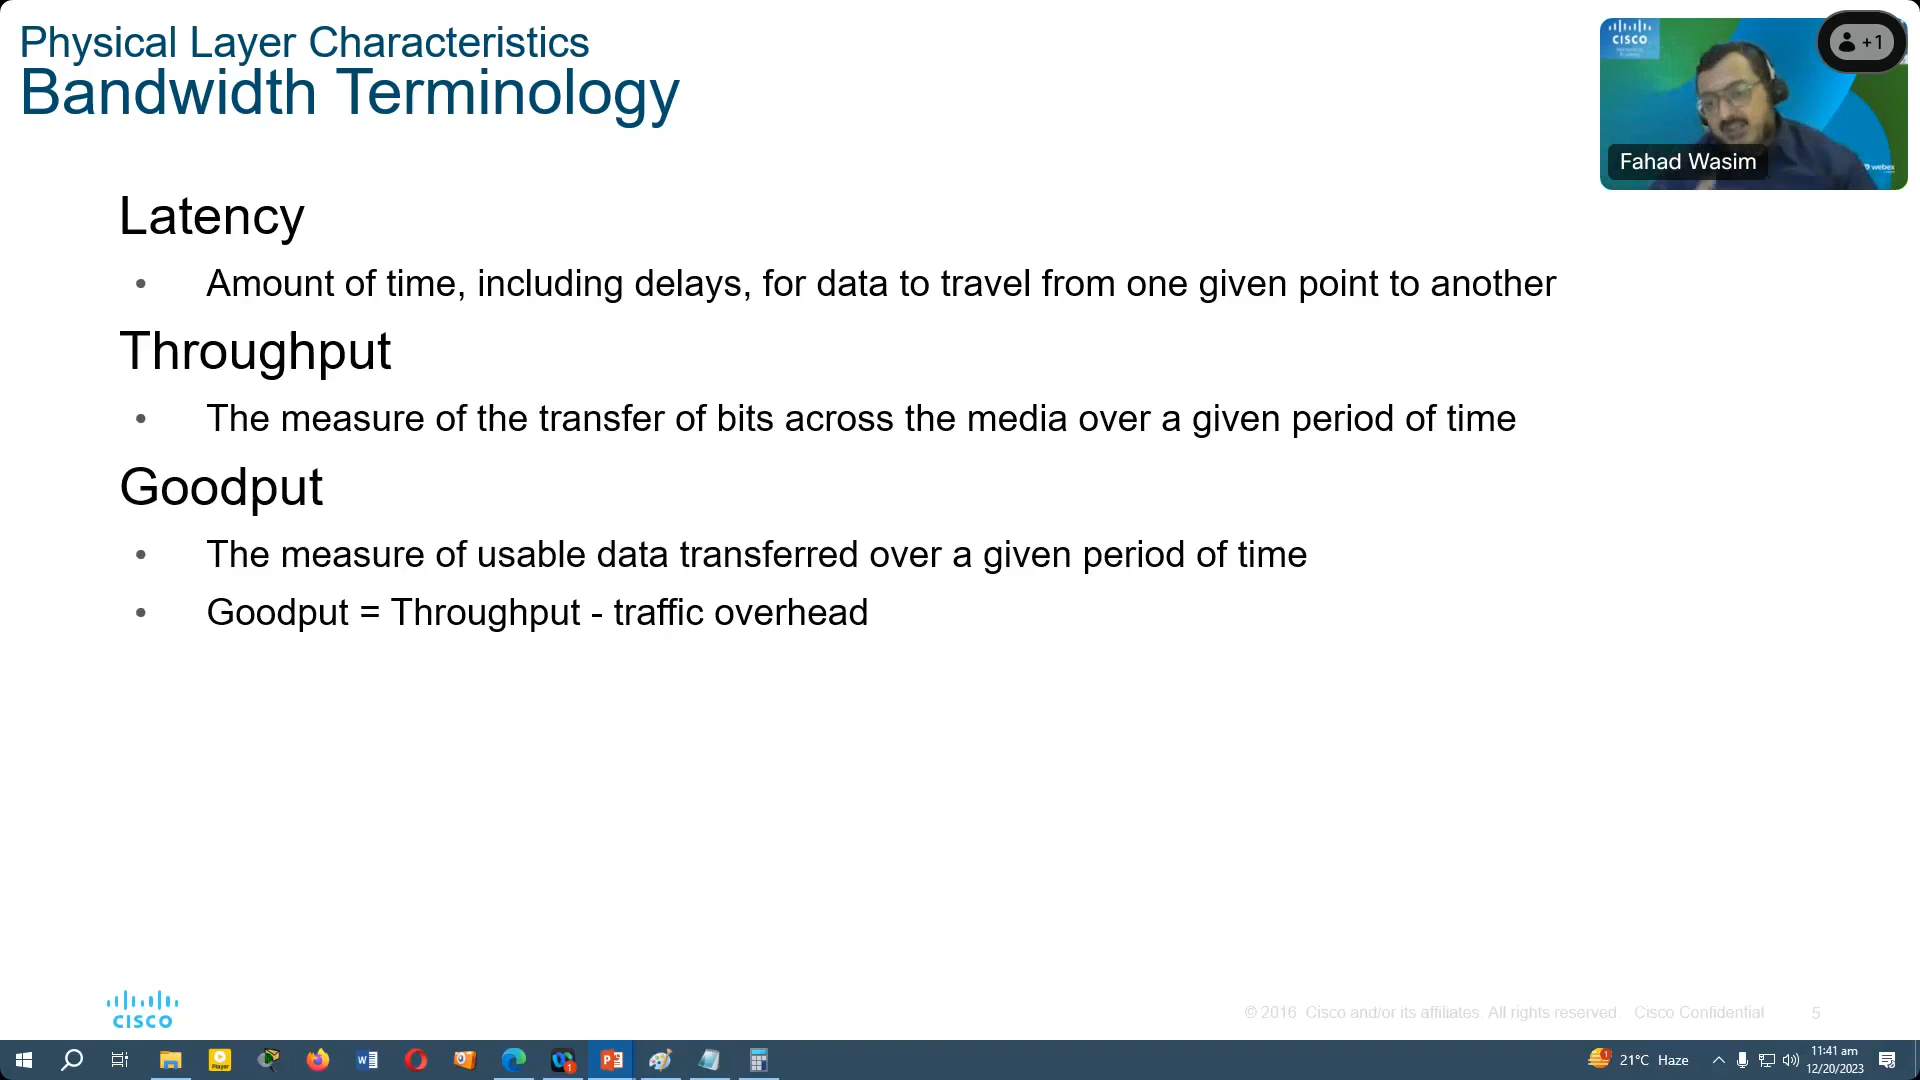 Physical Layer Characteristics
Bandwidth Terminology
CISCO
+1
Fahad Wasim
webex
Latency
• Amount of time, including delays, for data to travel from one given point to another
Throughput
• The measure of the transfer of bits across the media over a given period of time
Goodput
• The measure of usable data transferred over a given period of time
• Goodput = Throughput - traffic overhead
CISCO
© 2016 Cisco and/or its affiliates. All rights reserved. Cisco Confidential 5
21°C Haze
11:41 am
12/20/2023